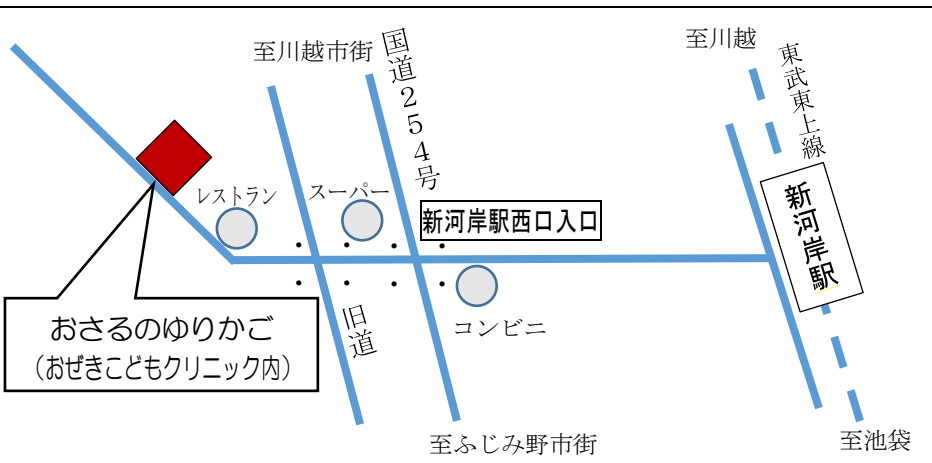 至川越市街
国道254号
至川越
東武東上線
レストラン
スーパー
新河岸駅西口入口
新河岸駅
おさるのゆりかご
（おぜきこどもクリニック内）
旧道
コンビニ
至ふじみ野市街
至池袋